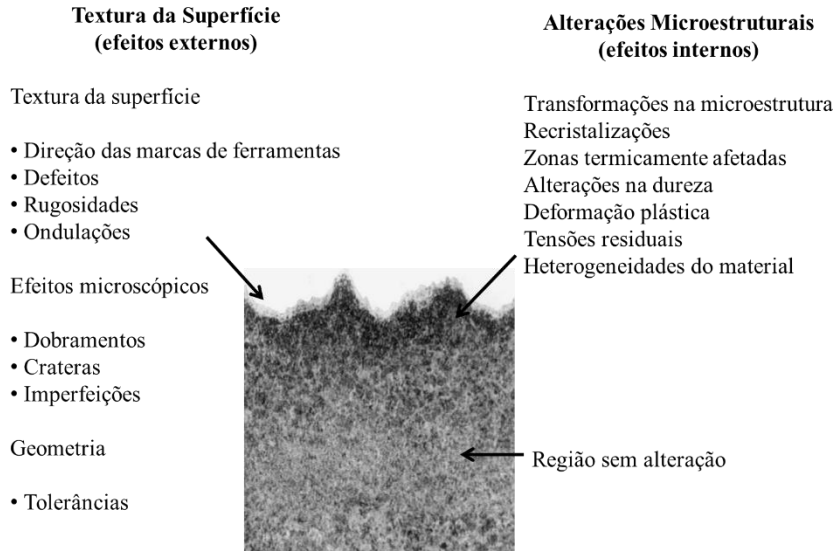 Textura da Superfície
(efeitos externos)
Textura da superfície
• Direção das marcas de ferramentas
• Defeitos
• Rugosidades
• Ondulações
Efeitos microscópicos
• Dobramentos
• Crateras
• Imperfeições
Geometria
• Tolerâncias
Alterações Microestruturais
(efeitos internos)
Transformações na microestrutura
Recristalizações
Zonas termicamente afetadas
Alterações na dureza
Deformação plástica
Tensões residuais
Heterogeneidades do material
Região sem alteração